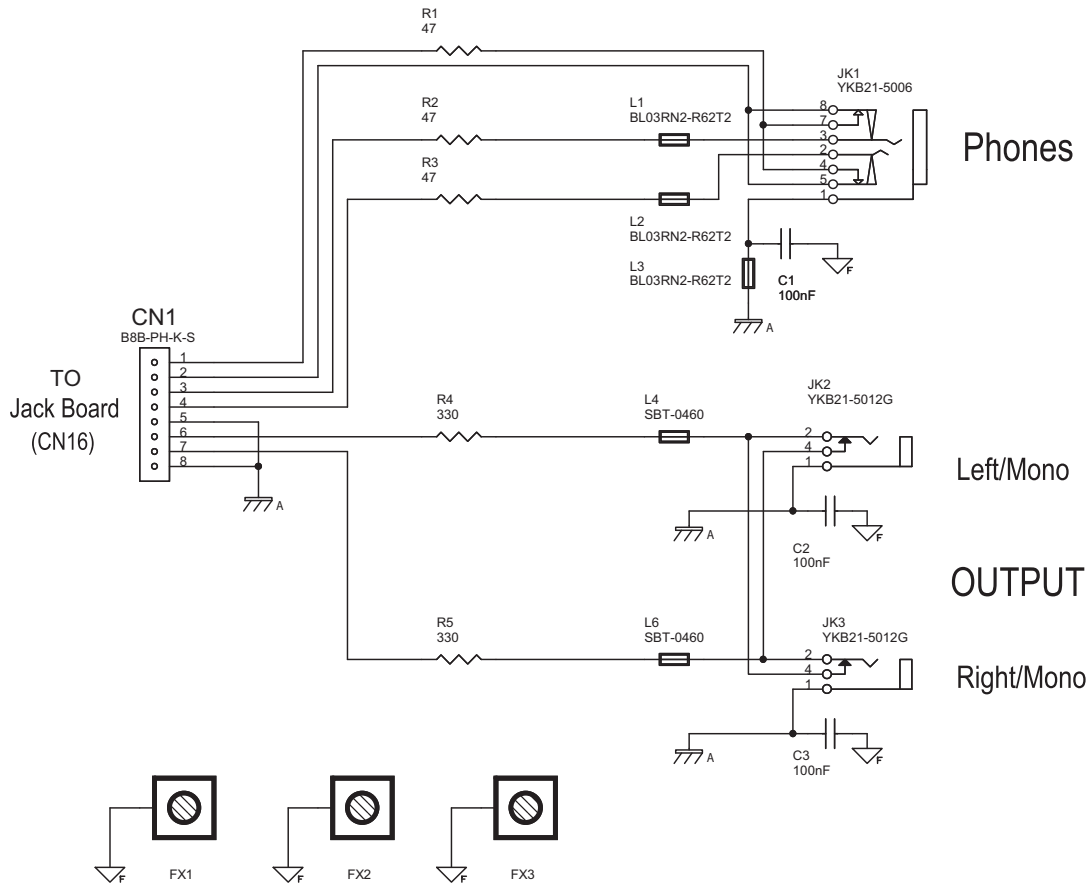 R1
47
JK1
YKB21-5006
R2
47
L1
BL03RN2-R62T2
8
7
3
2
4
5
1
Phones
R3
47
L2
BL03RN2-R62T2
L3
BL03RN2-R62T2
C1
100nF
F
A
CN1
B8B-PH-K-S
TO
Jack Board
(CN16)
1
2
3
4
5
6
7
8
A
R4
330
L4
SBT-0460
JK2
YKB21-5012G
2
4
1
Left/Mono
A
C2
100nF
F
OUTPUT
R5
330
L6
SBT-0460
JK3
YKB21-5012G
2
4
1
Right/Mono
A
C3
100nF
F
F
FX1
F
FX2
F
FX3